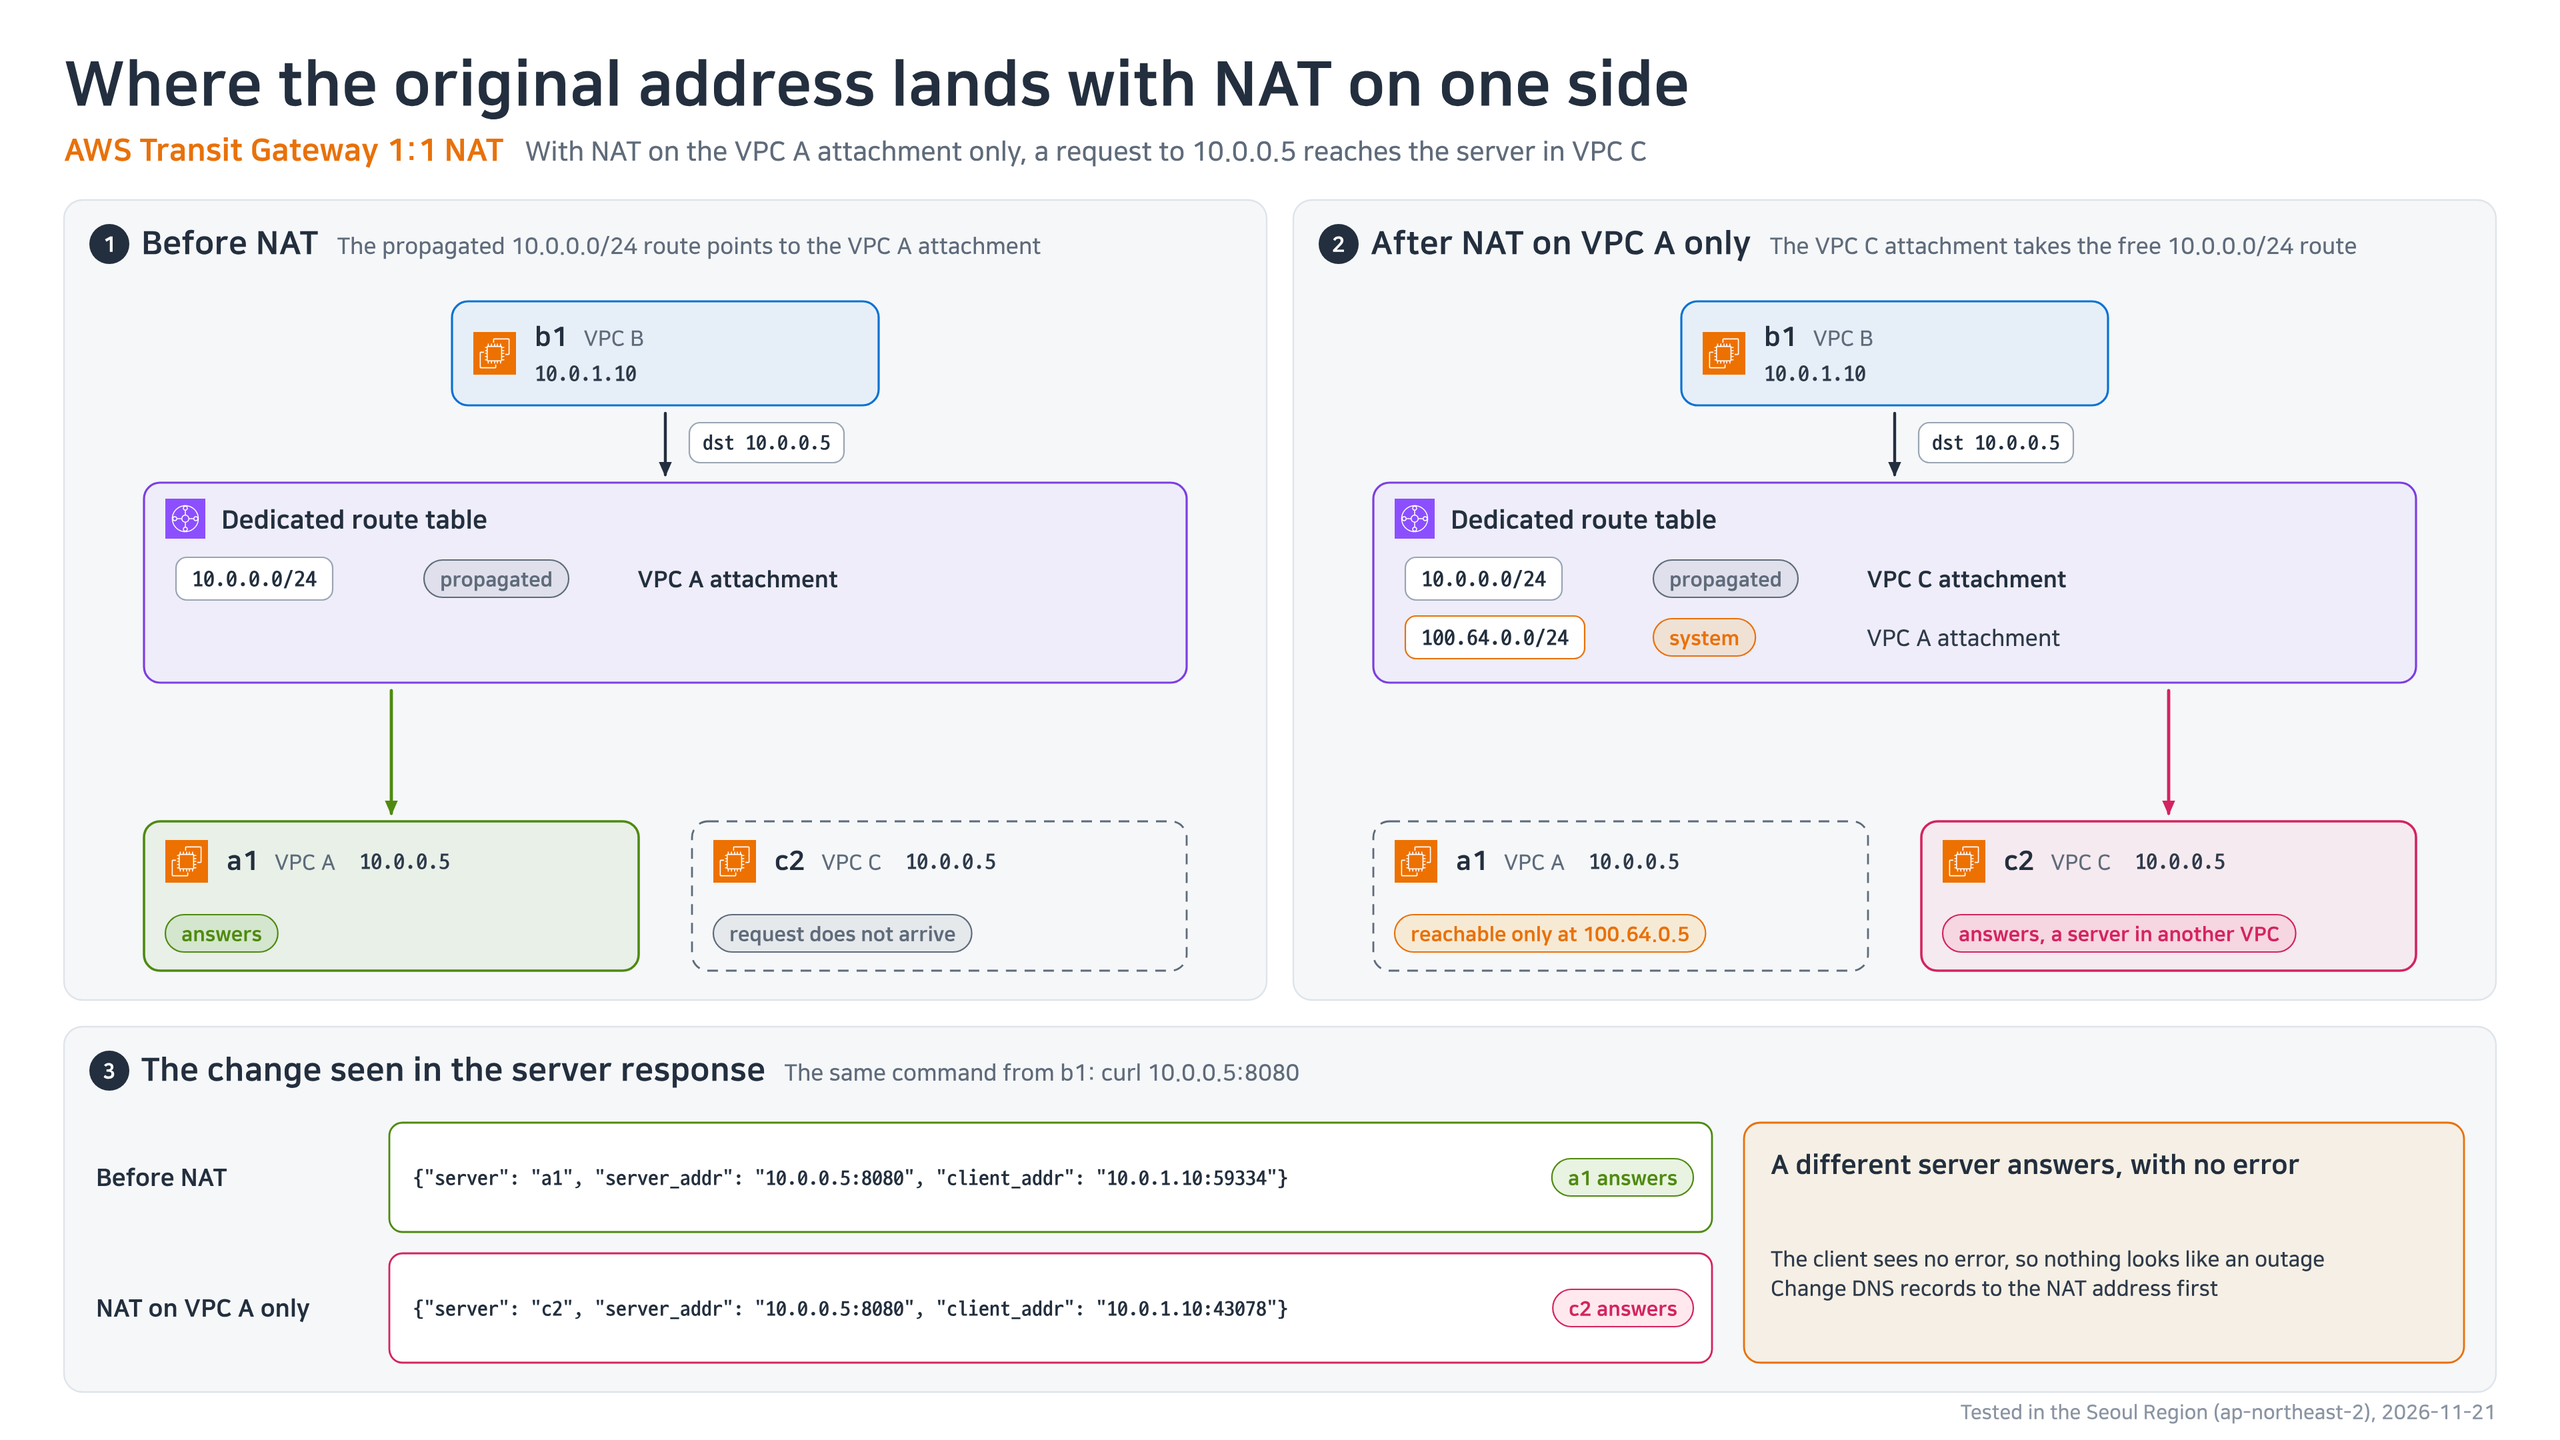 Where the original address lands with NAT on one side
AWS Transit Gateway 1:1 NAT With NAT on the VPC A attachment only, a request to 10.0.0.5 reaches the server in VPC C
1 Before NAT The propagated 10.0.0.0/24 route points to the VPC A attachment
b1 VPC B
10.0.1.10
dst 10.0.0.5
Dedicated route table
10.0.0.0/24 propagated VPC A attachment
a1 VPC A 10.0.0.5
answers
c2 VPC C 10.0.0.5
request does not arrive
2 After NAT on VPC A only The VPC C attachment takes the free 10.0.0.0/24 route
b1 VPC B
10.0.1.10
dst 10.0.0.5
Dedicated route table
10.0.0.0/24 propagated VPC C attachment
100.64.0.0/24 system VPC A attachment
a1 VPC A 10.0.0.5
reachable only at 100.64.0.5
c2 VPC C 10.0.0.5
answers, a server in another VPC
3 The change seen in the server response The same command from b1: curl 10.0.0.5:8080
Before NAT
{"server": "a1", "server_addr": "10.0.0.5:8080", "client_addr": "10.0.1.10:59334"}
a1 answers
NAT on VPC A only
{"server": "c2", "server_addr": "10.0.0.5:8080", "client_addr": "10.0.1.10:43078"}
c2 answers
A different server answers, with no error
The client sees no error, so nothing looks like an outage
Change DNS records to the NAT address first
Tested in the Seoul Region (ap-northeast-2), 2026-11-21